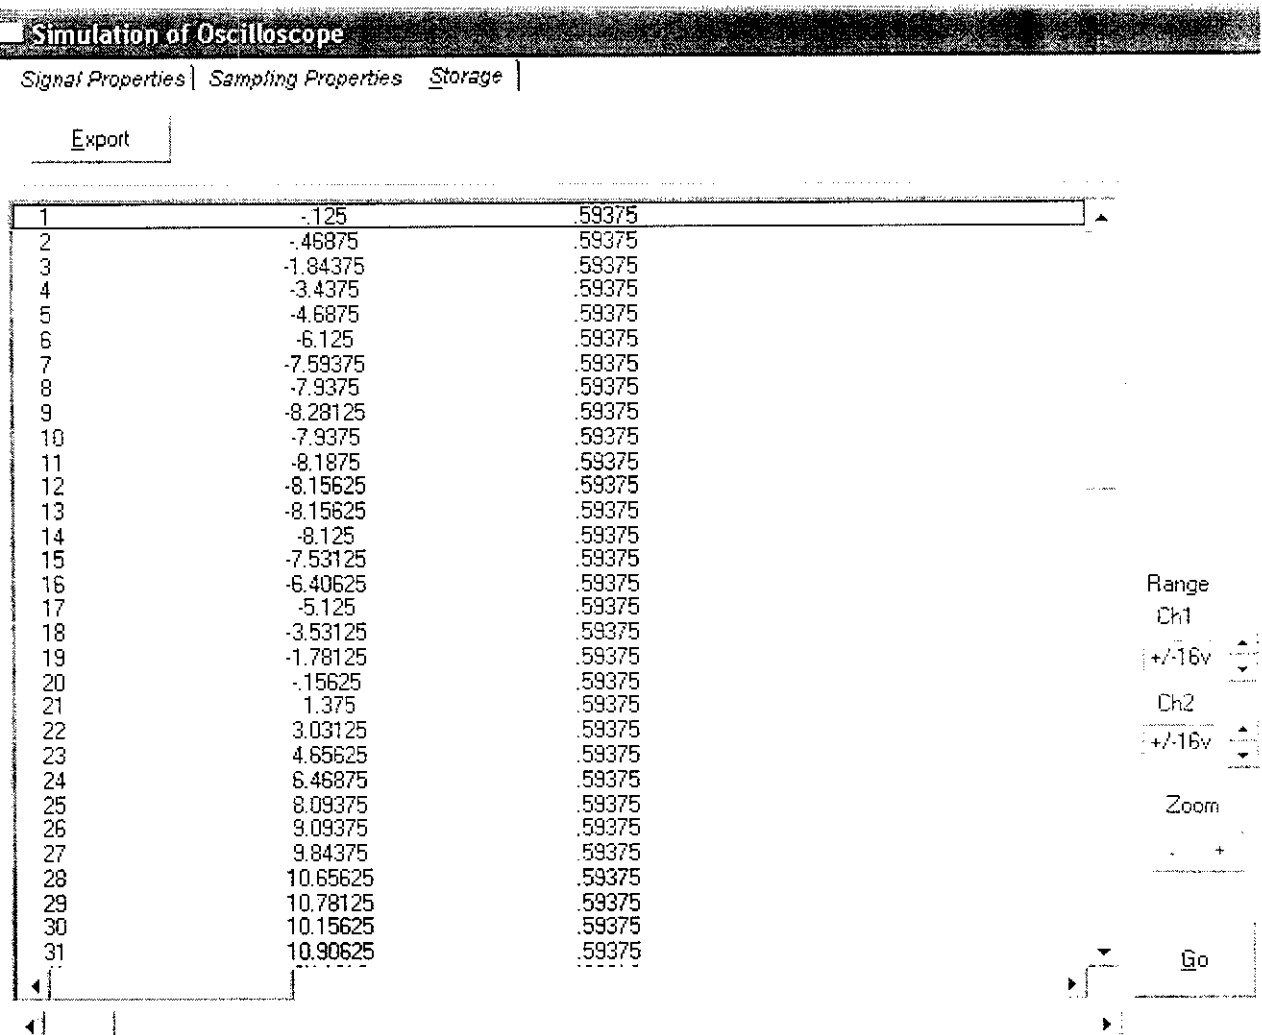 Simulation of Oscilloscope
Signal Properties Sampling Properties Storage
Export
1 -.125 .59375
2 -.46875 .59375
3 -1.84375 .59375
4 -3.4375 .59375
5 -4.6875 .59375
6 -6.125 .59375
7 -7.59375 .59375
8 -7.9375 .59375
9 -8.28125 .59375
10 -7.9375 .59375
11 -8.1875 .59375
12 -8.15625 .59375
13 -8.15625 .59375
14 -8.125 .59375
15 -7.53125 .59375
16 -6.40625 .59375
17 -5.125 .59375
18 -3.53125 .59375
19 -1.78125 .59375
20 -.15625 .59375
21 1.375 .59375
22 3.03125 .59375
23 4.65625 .59375
24 6.46875 .59375
25 8.09375 .59375
26 9.09375 .59375
27 9.84375 .59375
28 10.65625 .59375
29 10.78125 .59375
30 10.15625 .59375
31 10.90625 .59375
Range
Ch1
+/-16v
Ch2
+/-16v
Zoom
- +
Go